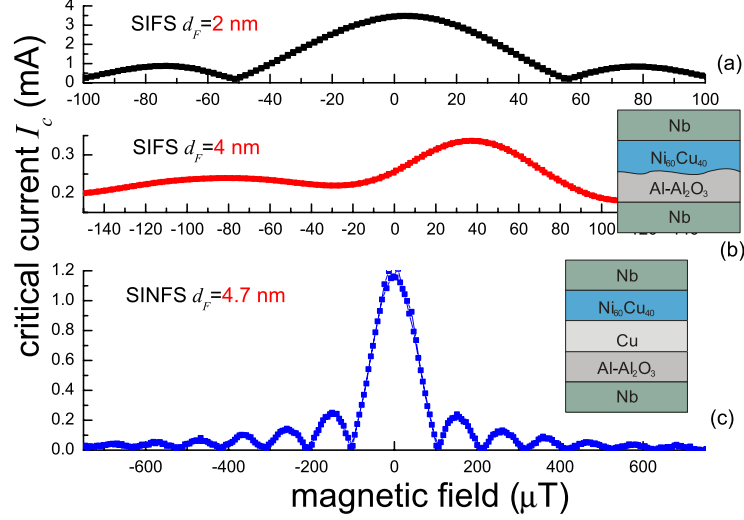 critical current I_c (mA)
4
3
2
1
0
SIFS d_F=2 nm
(a)
-100 -80 -60 -40 -20 0 20 40 60 80 100
0.3
0.2
SIFS d_F=4 nm
Nb
Ni60Cu40
Al-Al2O3
Nb
-140 -120 -100 -80 -60 -40 -20 0 20 40 60 80 100
(b)
1.2
1.0
0.8
0.6
0.4
0.2
0.0
SINFS d_F=4.7 nm
Nb
Ni60Cu40
Cu
Al-Al2O3
Nb
(c)
-600 -400 -200 0 200 400 600
magnetic field (μT)